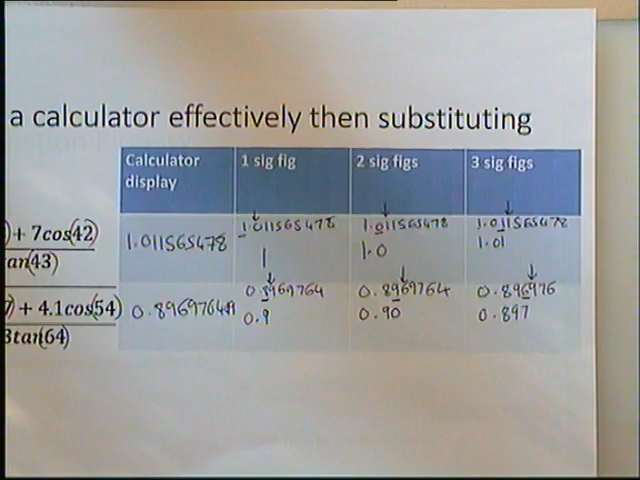 a calculator effectively then substituting
Calculator display
1 sig fig
2 sig figs
3 sig figs
) + 7cos(42)
an(43)
1.011565478
1.011565478
1
1.011565478
1.0
1.011565478
1.01
7) + 4.1cos(54)
3tan(64)
0.8969764
0.9
0.8969764
0.90
0.896976
0.897